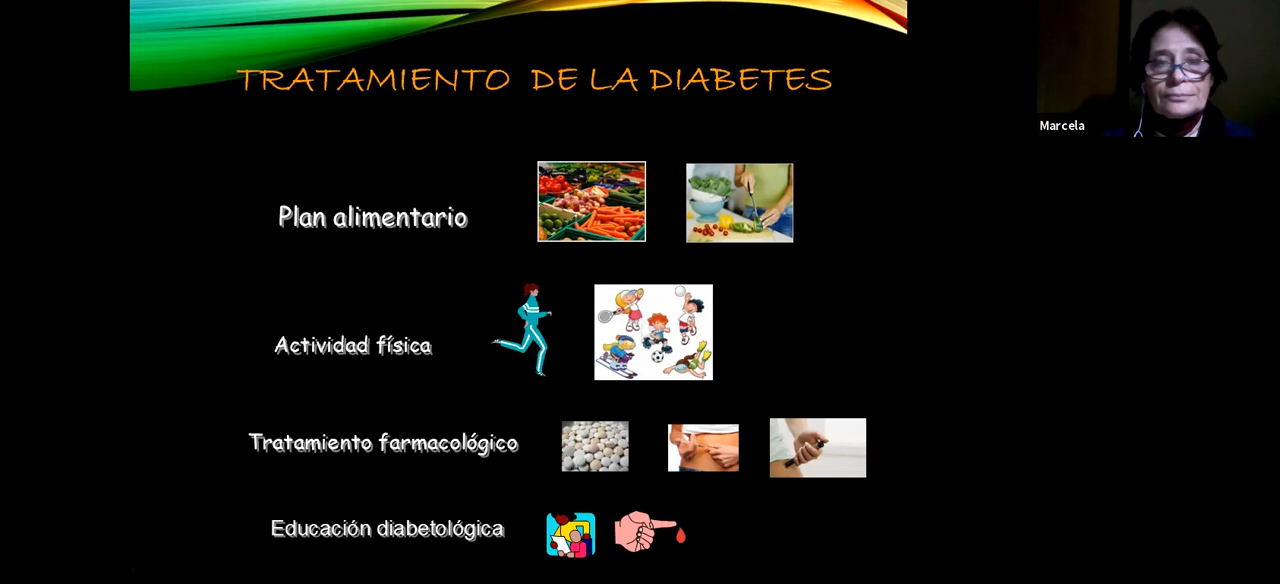 TRATAMIENTO DE LA DIABETES
Marcela
Plan alimentario
Actividad física
Tratamiento farmacológico
Educación diabetológica